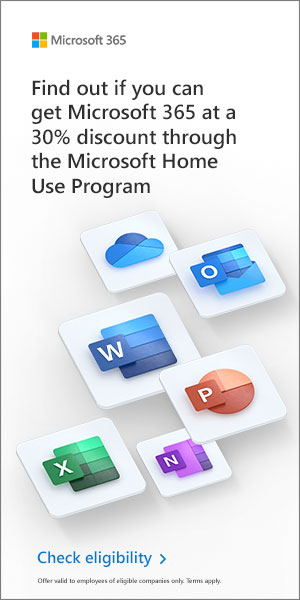 Microsoft 365
Find out if you can
get Microsoft 365 at a
30% discount through
the Microsoft Home
Use Program
O
W
P
X
N
Check eligibility >
Offer valid to employees of eligible companies only. Terms apply.